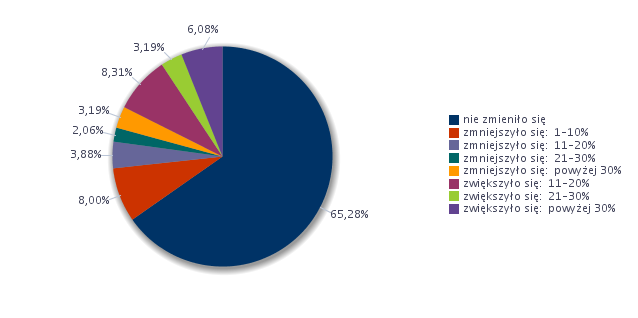 6,08%
3,19%
8,31%
3,19%
2,06%
3,88%
8,00%
65,28%
nie zmieniło się
zmniejszyło się: 1-10%
zmniejszyło się: 11-20%
zmniejszyło się: 21-30%
zmniejszyło się: powyżej 30%
zwiększyło się: 11-20%
zwiększyło się: 21-30%
zwiększyło się: powyżej 30%